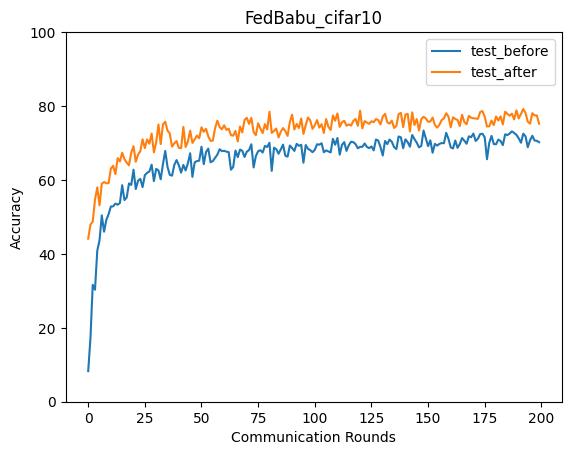 FedBabu_cifar10
test_before
test_after
Accuracy
100
80
60
40
20
0
0 25 50 75 100 125 150 175 200
Communication Rounds